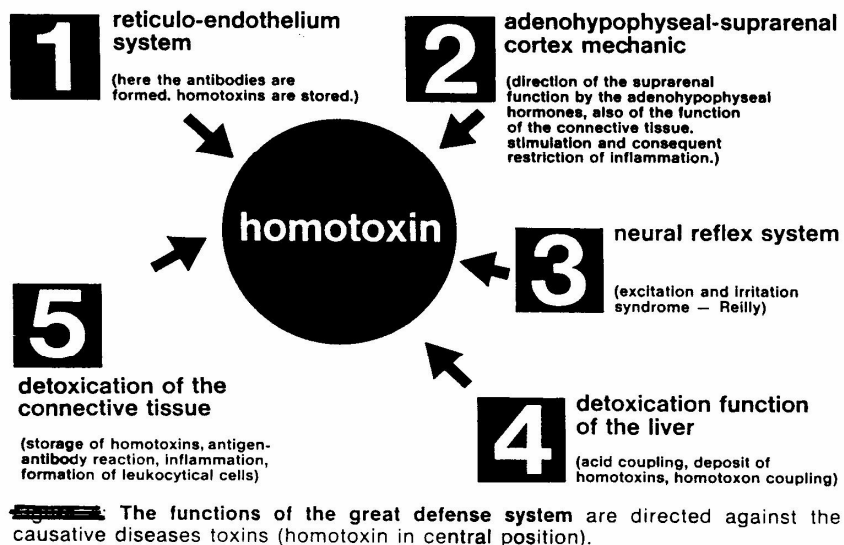 1
reticulo-endothelium
system
(here the antibodies are
formed. homotoxins are stored.)
2
adenohypophyseal-suprarenal
cortex mechanic
(direction of the suprarenal
function by the adenohypophyseal
hormones, also of the function
of the connective tissue.
stimulation and consequent
restriction of inflammation.)
homotoxin
3
neural reflex system
(excitation and irritation
syndrome — Reilly)
5
detoxication of the
connective tissue
(storage of homotoxins, antigen-
antibody reaction, inflammation,
formation of leukocytical cells)
4
detoxication function
of the liver
(acid coupling, deposit of
homotoxins, homotoxon coupling)
The functions of the great defense system are directed against the
causative diseases toxins (homotoxin in central position).